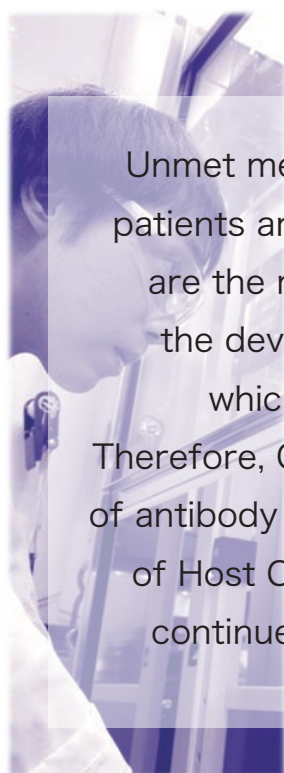 Unmet me
patients ar
are the r
the dev
whic
Therefore, C
of antibody
of Host C
continue